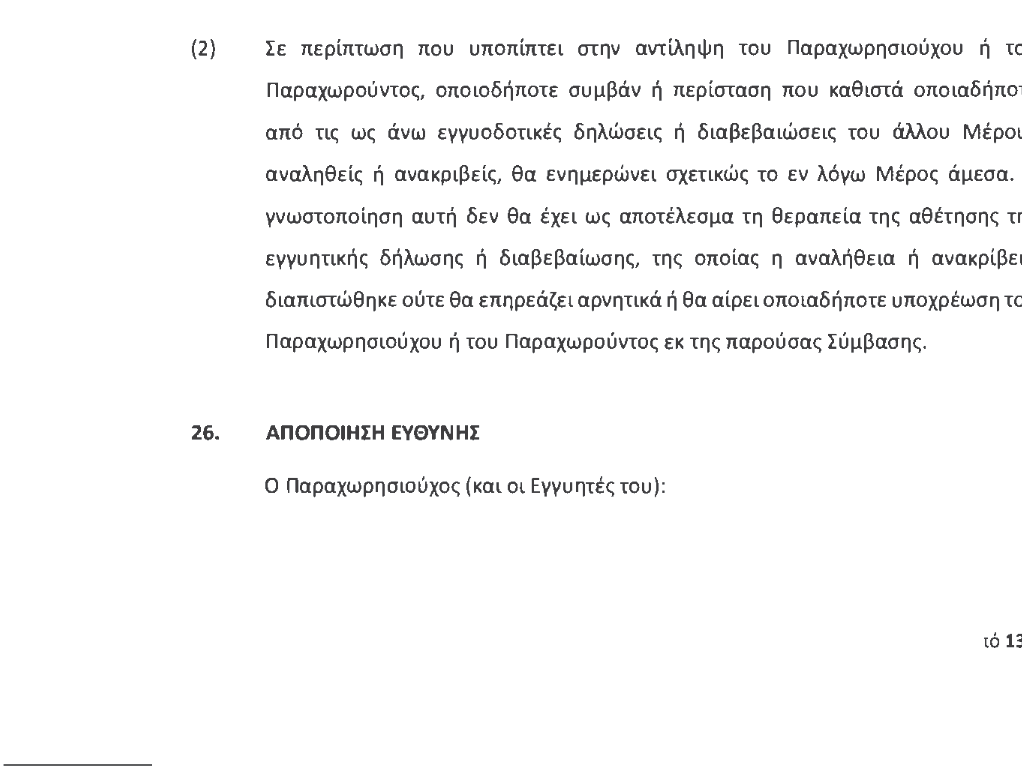 (2) Σε περίπτωση που υποπίπτει στην αντίληψη του Παραχωρησιούχου ή το
Παραχωρούντος, οποιοδήποτε συμβάν ή περίσταση που καθιστά οποιαδήποτ
από τις ως άνω εγγυοδοτικές δηλώσεις ή διαβεβαιώσεις του άλλου Μέρου
αναληθείς ή ανακριβείς, θα ενημερώνει σχετικώς το εν λόγω Μέρος άμεσα.
γνωστοποίηση αυτή δεν θα έχει ως αποτέλεσμα τη θεραπεία της αθέτησης τη
εγγυητικής δήλωσης ή διαβεβαίωσης, της οποίας η αναλήθεια ή ανακρίβει
διαπιστώθηκε ούτε θα επηρεάζει αρνητικά ή θα αίρει οποιαδήποτε υποχρέωση το
Παραχωρησιούχου ή του Παραχωρούντος εκ της παρούσας Σύμβασης.
26. ΑΠΟΠΟΙΗΣΗ ΕΥΘΥΝΗΣ
Ο Παραχωρησιούχος (και οι Εγγυητές του):
τό 13